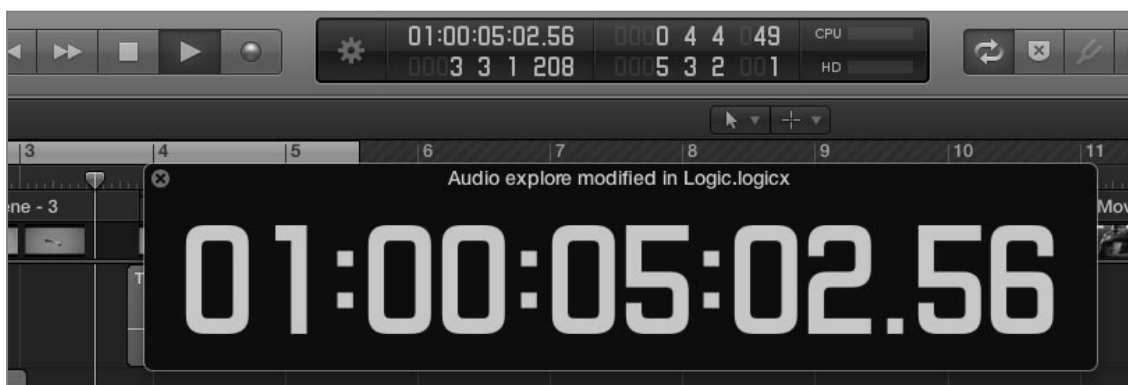 01:00:05:02.56 0 4 4 49 CPU
3 3 1 208 5 3 2 1 HD
3 4 5 6 7 8 9 10 11
Audio explore modified in Logic.logicx
ne - 3
Mov
01:00:05:02.56
T